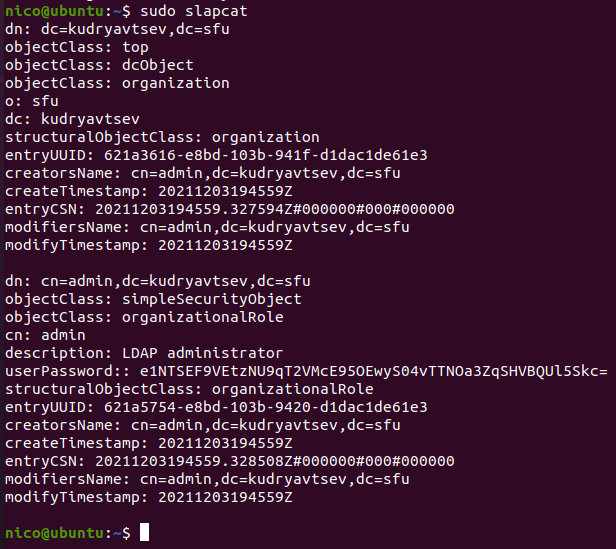 nico@ubuntu:~$ sudo slapcat
dn: dc=kudryavtsev,dc=sfu
objectClass: top
objectClass: dcObject
objectClass: organization
o: sfu
dc: kudryavtsev
structuralObjectClass: organization
entryUUID: 621a3616-e8bd-103b-941f-d1dac1de61e3
creatorsName: cn=admin,dc=kudryavtsev,dc=sfu
createTimestamp: 20211203194559Z
entryCSN: 20211203194559.327594Z#000000#000#000000
modifiersName: cn=admin,dc=kudryavtsev,dc=sfu
modifyTimestamp: 20211203194559Z

dn: cn=admin,dc=kudryavtsev,dc=sfu
objectClass: simpleSecurityObject
objectClass: organizationalRole
cn: admin
description: LDAP administrator
userPassword:: e1NTSEF9VEtzNU9qT2VMcE95OEwyS04vTTNOa3ZqSHVBQUl5Skc=
structuralObjectClass: organizationalRole
entryUUID: 621a5754-e8bd-103b-9420-d1dac1de61e3
creatorsName: cn=admin,dc=kudryavtsev,dc=sfu
createTimestamp: 20211203194559Z
entryCSN: 20211203194559.328508Z#000000#000#000000
modifiersName: cn=admin,dc=kudryavtsev,dc=sfu
modifyTimestamp: 20211203194559Z

nico@ubuntu:~$